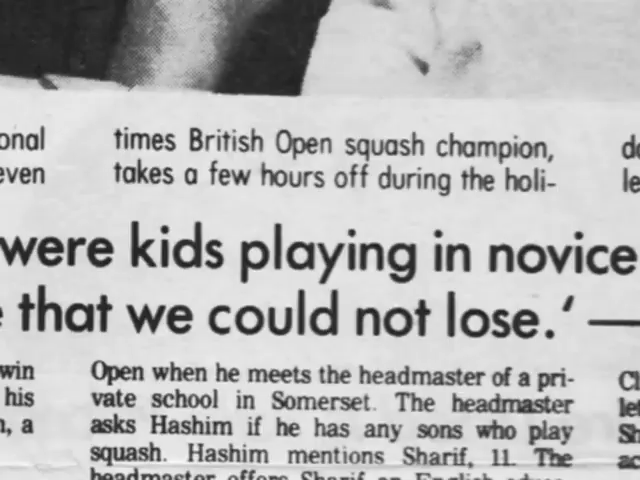 onal
even
times British Open squash champion,
takes a few hours off during the holi-
were kids playing in novice
that we could not lose.' —
win
his
a
Open when he meets the headmaster of a pri-
vate school in Somerset. The headmaster
asks Hashim if he has any sons who play
squash. Hashim mentions Sharif, 11. The
headmaster offers Sharif an English